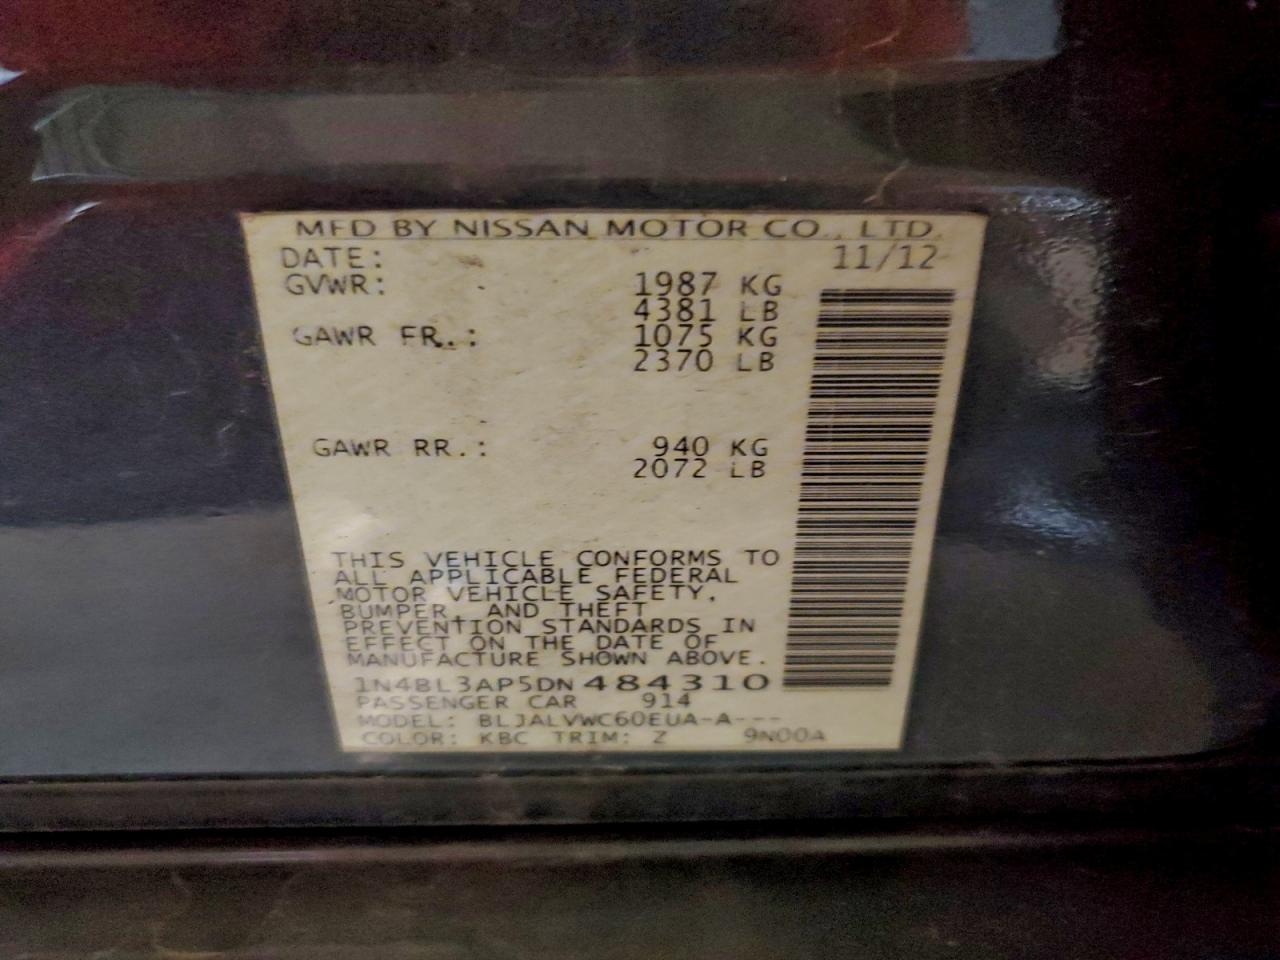 MFD BY NISSAN MOTOR CO., LTD.
DATE: 11/12
GVWR: 1987 KG
4381 LB
GAWR FR.: 1075 KG
2370 LB
GAWR RR.: 940 KG
2072 LB
THIS VEHICLE CONFORMS TO
ALL APPLICABLE FEDERAL
MOTOR VEHICLE SAFETY,
BUMPER, AND THEFT
PREVENTION STANDARDS IN
EFFECT ON THE DATE OF
MANUFACTURE SHOWN ABOVE.
1N4BL3AP5DN484310
PASSENGER CAR 914
MODEL: BLJALVWC60EUA-A---
COLOR: KBC TRIM: Z 9N00A